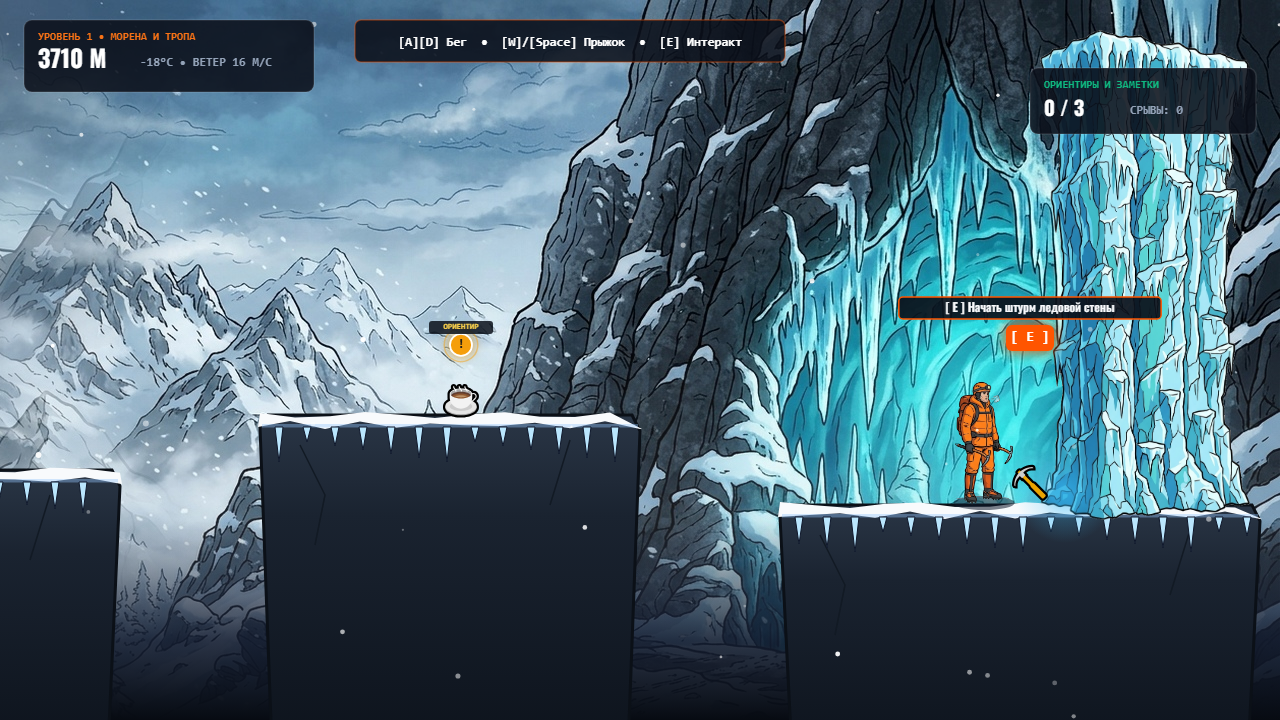 УРОВЕНЬ 1 • МОРЕНА И ТРОПА
3710 М
-18°C • ВЕТЕР 16 М/С
[A][D] Бег • [W]/[Space] Прыжок • [E] Интеракт
ОРИЕНТИРЫ И ЗАМЕТКИ
0 / 3
СРЫВЫ: 0
[ E ] Начать штурм ледовой стены
[ E ]
ОРИЕНТИР
!